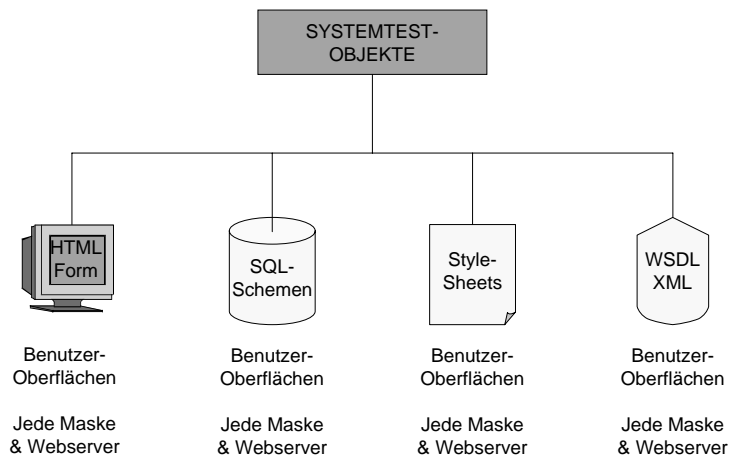 SYSTEMTEST-
OBJEKTE
HTML
Form
SQL-
Schemen
Style-
Sheets
WSDL
XML
Benutzer-
Oberflächen
Jede Maske
& Webserver
Benutzer-
Oberflächen
Jede Maske
& Webserver
Benutzer-
Oberflächen
Jede Maske
& Webserver
Benutzer-
Oberflächen
Jede Maske
& Webserver